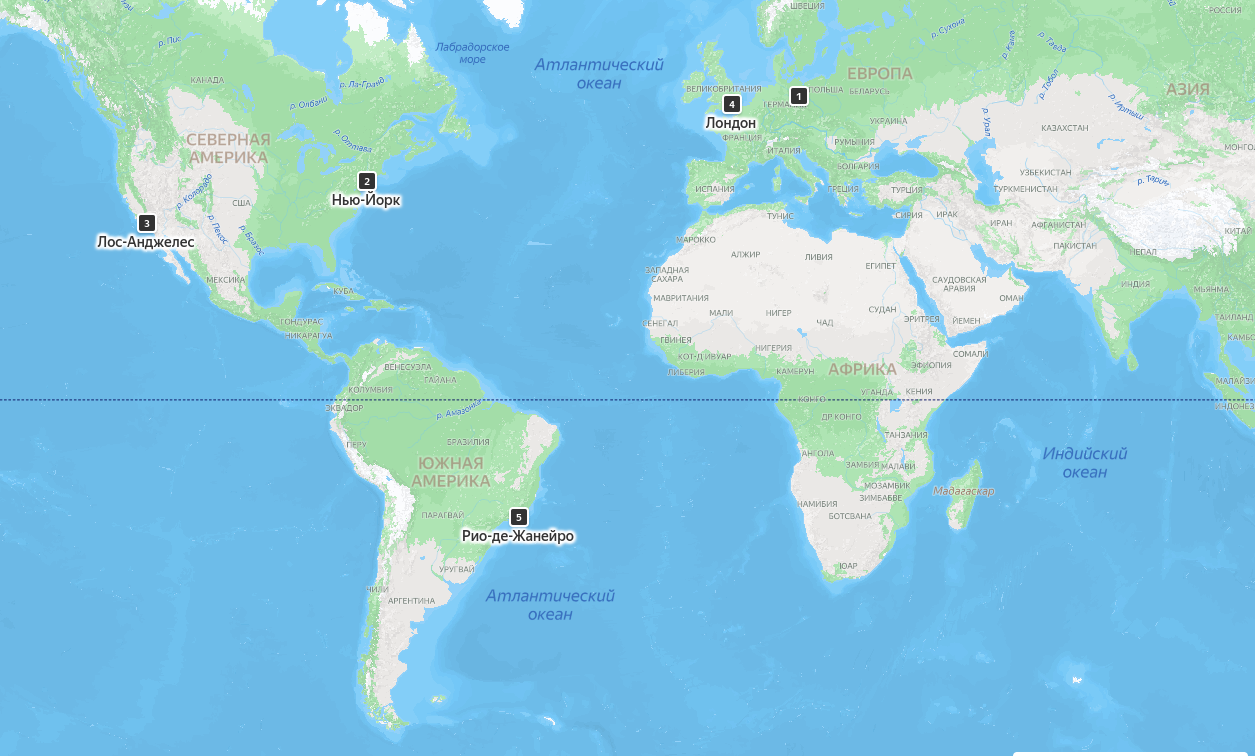 ШВЕЦИЯ
РОССИЯ
р. Сухона
р. Кама
р. Тавда
р. Пис
Лабрадорское
море
Атлантический
океан
ЕВРОПА
АЗИЯ
р. Тобол
р. Иртыш
КАНАДА
р. Ла-Гранд
р. Олбани
ВЕЛИКОБРИТАНИЯ
1
ПОЛЬША
БЕЛАРУСЬ
4
Лондон
УКРАИНА
р. Урал
КАЗАХСТАН
СЕВЕРНАЯ
АМЕРИКА
р. Оттава
ФРАНЦИЯ
ИТАЛИЯ
РУМЫНИЯ
БОЛГАРИЯ
УЗБЕКИСТАН
р. Тарим
2
Нью-Йорк
р. Колорадо
США
ИСПАНИЯ
ГРЕЦИЯ
ТУРЦИЯ
ТУРКМЕНИСТАН
3
Лос-Анджелес
р. Пекос
р. Бразос
ТУНИС
СИРИЯ
ИРАК
ИРАН
АФГАНИСТАН
КИТАЙ
МАРОККО
АЛЖИР
ЛИВИЯ
ЕГИПЕТ
ПАКИСТАН
НЕПАЛ
ЗАПАДНАЯ
САХАРА
МЕКСИКА
КУБА
САУДОВСКАЯ
АРАВИЯ
ИНДИЯ
МЬЯНМА
МАВРИТАНИЯ
МАЛИ
НИГЕР
ЧАД
СУДАН
ОМАН
ЭРИТРЕЯ
ЙЕМЕН
ГОНДУРАС
НИКАРАГУА
СЕНЕГАЛ
ГВИНЕЯ
КОТ-Д'ИВУАР
НИГЕРИЯ
СОМАЛИ
ЭФИОПИЯ
ЛИБЕРИЯ
КАМЕРУН
АФРИКА
ВЕНЕСУЭЛА
ГАЙАНА
КОЛУМБИЯ
УГАНДА
КЕНИЯ
ЭКВАДОР
р. Амазонка
КОНГО
ДР КОНГО
ПЕРУ
БРАЗИЛИЯ
ТАНЗАНИЯ
АНГОЛА
ЗАМБИЯ
МАЛАВИ
Индийский
океан
ЮЖНАЯ
АМЕРИКА
МОЗАМБИК
ЗИМБАБВЕ
Мадагаскар
НАМИБИЯ
БОТСВАНА
ПАРАГВАЙ
5
Рио-де-Жанейро
ЮАР
УРУГВАЙ
ЧИЛИ
АРГЕНТИНА
Атлантический
океан